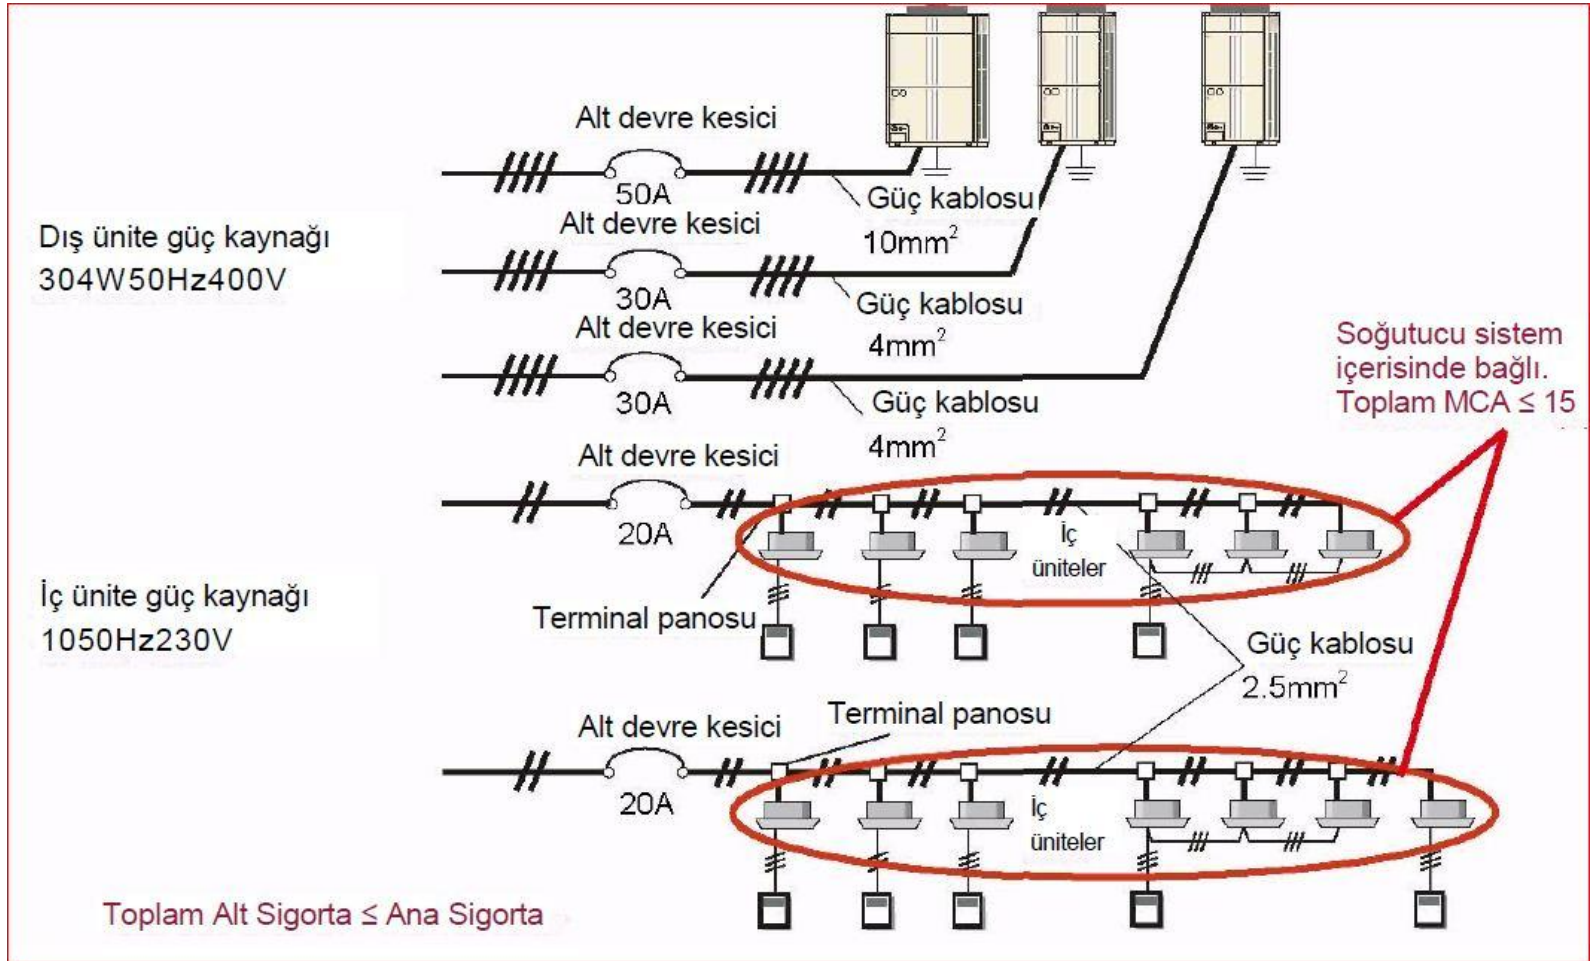 Alt devre kesici
50A
Güç kablosu
10mm²
Dış ünite güç kaynağı
304W50Hz400V
Alt devre kesici
30A
Güç kablosu
4mm²
Alt devre kesici
30A
Güç kablosu
4mm²
Soğutucu sistem
içerisinde bağlı.
Toplam MCA ≤ 15
Alt devre kesici
20A
İç
üniteler
Terminal panosu
İç ünite güç kaynağı
1050Hz230V
Güç kablosu
2.5mm²
Alt devre kesici
20A
Terminal panosu
İç
üniteler
Toplam Alt Sigorta ≤ Ana Sigorta